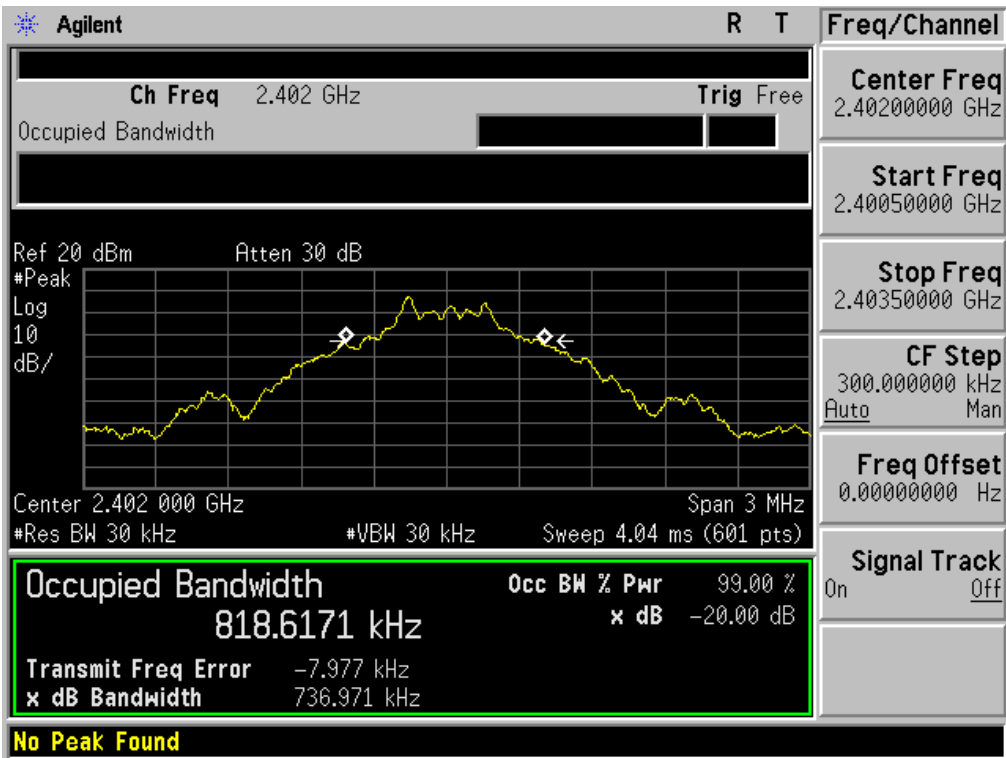 Agilent R T
Ch Freq 2.402 GHz Trig Free
Occupied Bandwidth
Ref 20 dBm Atten 30 dB
#Peak
Log
10
dB/
Center 2.402 000 GHz Span 3 MHz
#Res BW 30 kHz #VBW 30 kHz Sweep 4.04 ms (601 pts)
Occupied Bandwidth Occ BW % Pwr 99.00 %
818.6171 kHz x dB -20.00 dB
Transmit Freq Error -7.977 kHz
x dB Bandwidth 736.971 kHz
No Peak Found
Freq/Channel
Center Freq
2.40200000 GHz
Start Freq
2.40050000 GHz
Stop Freq
2.40350000 GHz
CF Step
300.000000 kHz
Auto Man
Freq Offset
0.00000000 Hz
Signal Track
On Off